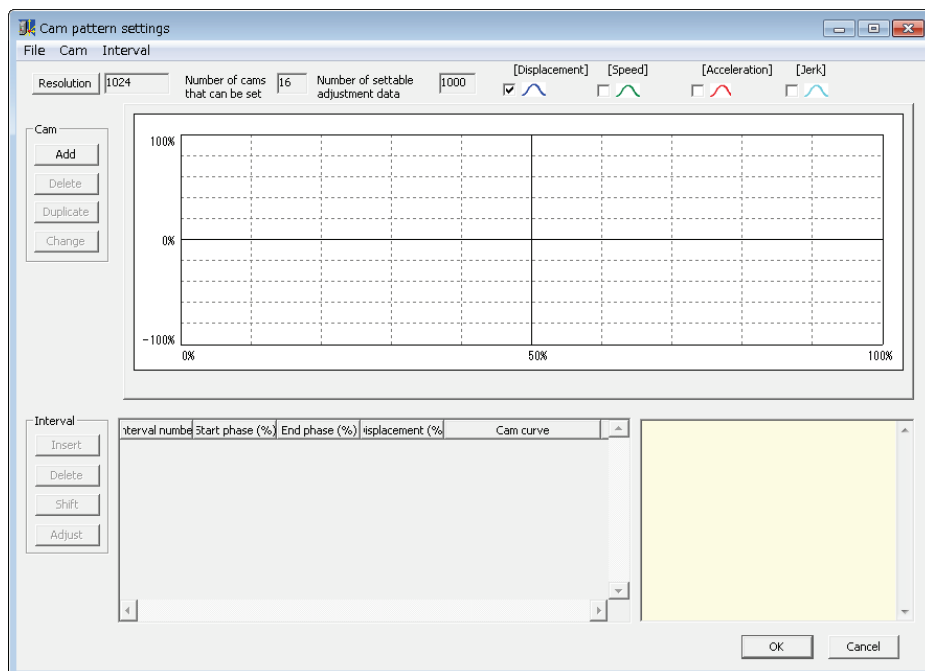 Cam pattern settings
File Cam Interval
Resolution 1024
Number of cams
that can be set
16
Number of settable
adjustment data
1000
[Displacement] [Speed] [Acceleration] [Jerk]
Cam
Add
Delete
Duplicate
Change
100%
0%
-100%
0% 50% 100%
Interval
Insert
Delete
Shift
Adjust
nterval numbe Start phase (%) End phase (%) isplacement (% Cam curve
OK Cancel